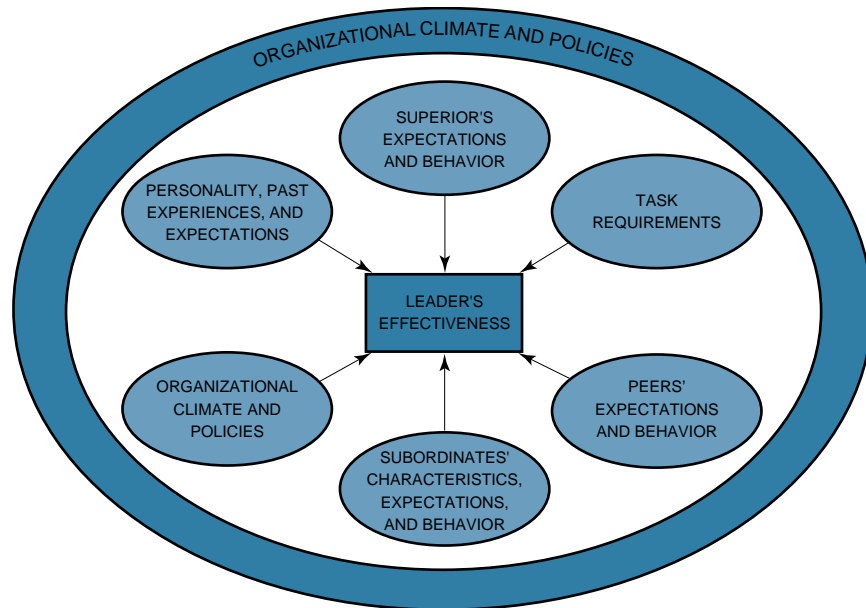 ORGANIZATIONAL CLIMATE AND POLICIES
SUPERIOR'S
EXPECTATIONS
AND BEHAVIOR
PERSONALITY, PAST
EXPERIENCES, AND
EXPECTATIONS
TASK
REQUIREMENTS
LEADER'S
EFFECTIVENESS
ORGANIZATIONAL
CLIMATE AND
POLICIES
PEERS'
EXPECTATIONS
AND BEHAVIOR
SUBORDINATES'
CHARACTERISTICS,
EXPECTATIONS,
AND BEHAVIOR